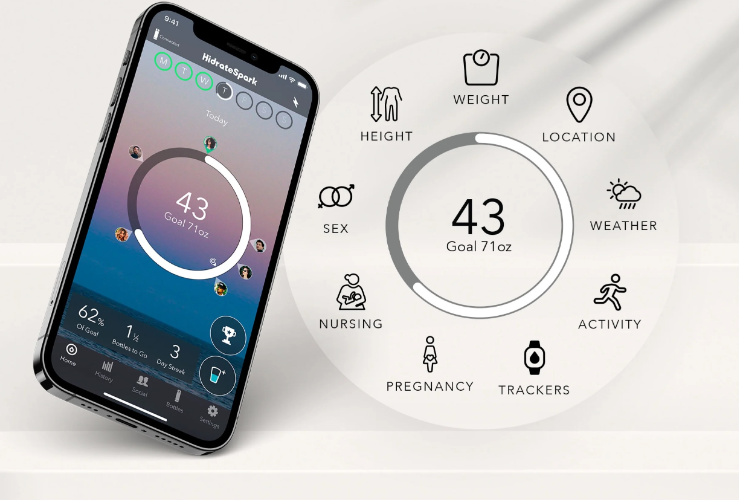 9:41
Connected
HidrateSpark
M T W T
Today
43
Goal 71oz
62%
Of Goal
1½
Bottles to Go
3
Day Streak
Home
History
Social
Bottles
Settings
WEIGHT
HEIGHT
LOCATION
SEX
WEATHER
43
Goal 71oz
NURSING
ACTIVITY
PREGNANCY
TRACKERS